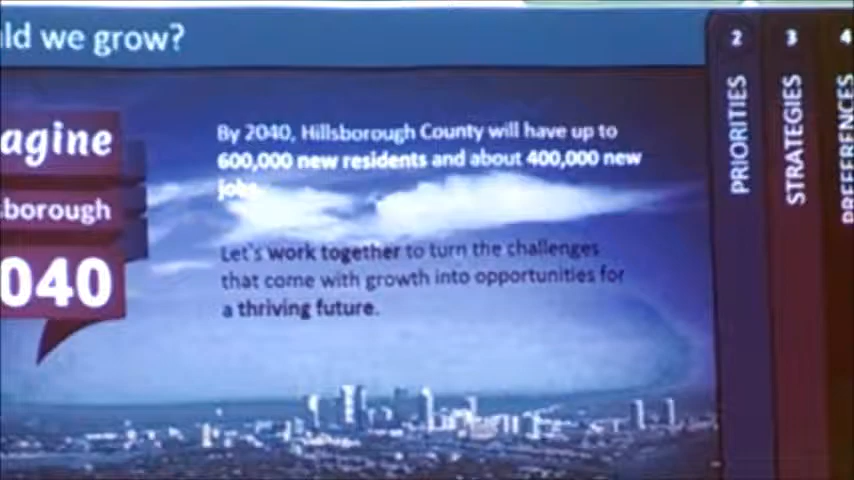 ld we grow?
agine
sborough
040
By 2040, Hillsborough County will have up to
600,000 new residents and about 400,000 new
jobs.
Let's work together to turn the challenges
that come with growth into opportunities for
a thriving future.
2
PRIORITIES
3
STRATEGIES
4
PREFERENCES